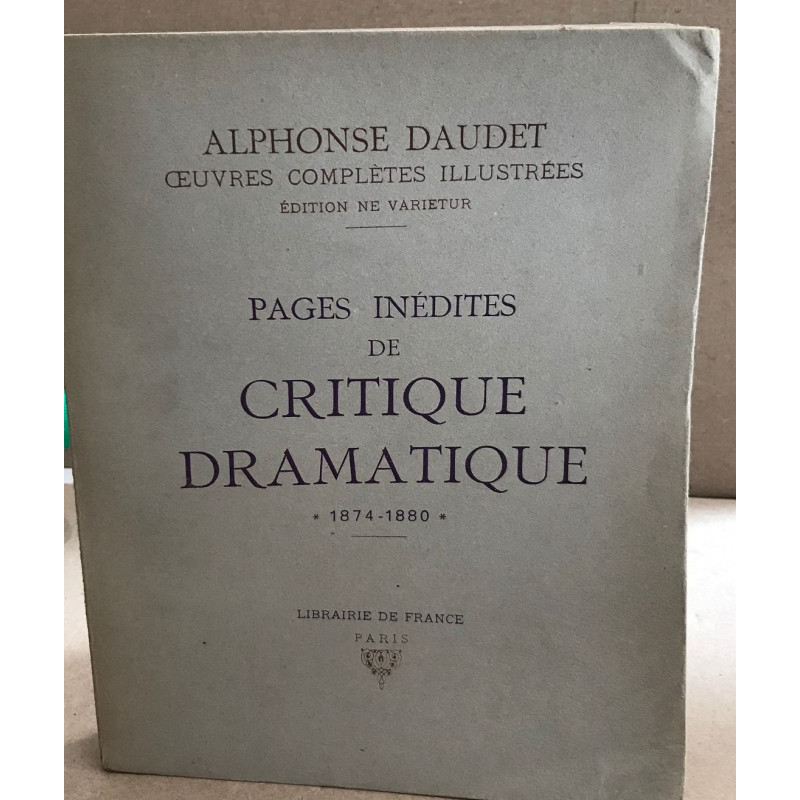 ALPHONSE DAUDET
ŒUVRES COMPLÈTES ILLUSTRÉES
ÉDITION NE VARIETUR
PAGES INÉDITES
DE
CRITIQUE
DRAMATIQUE
* 1874-1880 *
LIBRAIRIE DE FRANCE
PARIS